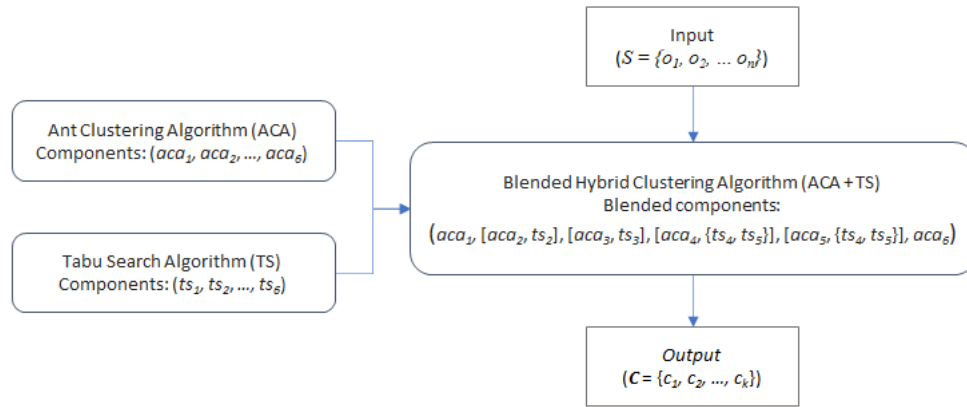 Input
(S = {o₁, o₂, ... oₙ})
Ant Clustering Algorithm (ACA)
Components: (aca₁, aca₂, ..., aca₆)
Tabu Search Algorithm (TS)
Components: (ts₁, ts₂, ..., ts₆)
Blended Hybrid Clustering Algorithm (ACA + TS)
Blended components:
(aca₁, [aca₂, ts₂], [aca₃, ts₃], [aca₄, {ts₄, ts₅}], [aca₅, {ts₄, ts₅}], aca₆)
Output
(C = {c₁, c₂, ..., cₖ})